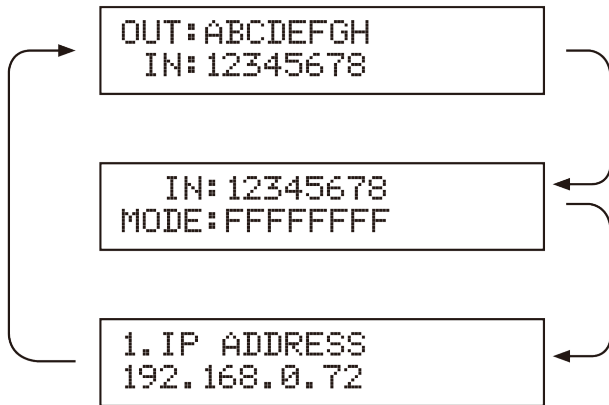 OUT:ABCDEFGH
IN:12345678
IN:12345678
MODE:FFFFFFFF
1.IP ADDRESS
192.168.0.72